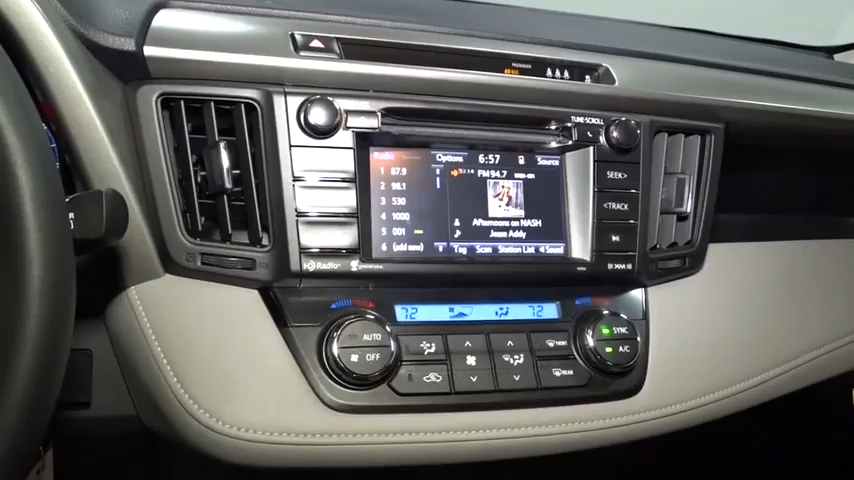 PASSENGER
AIR BAG
TUNE·SCROLL
Radio
Options
6:57
Source
1 87.9
2 98.1
3 530
4 1000
5 001
6 (add new)
FM 94.7
Afternoons on NASH
Jesse Addy
Tag
Scan
Station List
Sound
SEEK>
<TRACK
HD Radio
72
72
AUTO
OFF
FRONT
REAR
SYNC
A/C